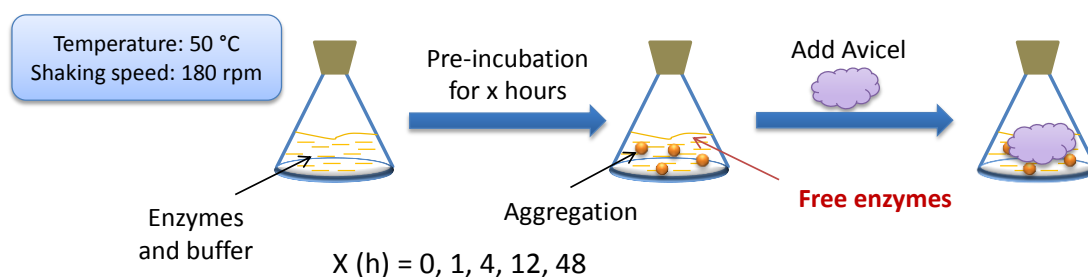 Temperature: 50 °C
Shaking speed: 180 rpm
Pre-incubation
for x hours
Add Avicel
Enzymes
and buffer
Aggregation
Free enzymes
X (h) = 0, 1, 4, 12, 48